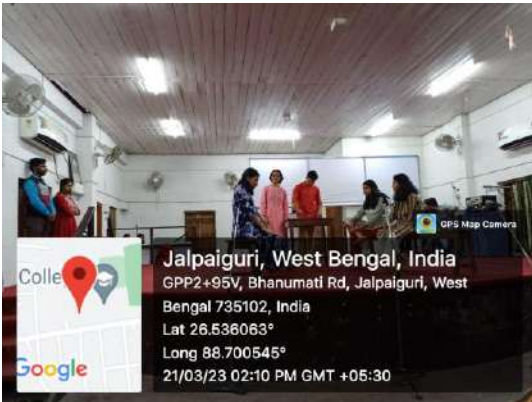 GPS Map Camera
Colle
Google
Jalpaiguri, West Bengal, India
GPP2+95V, Bhanumati Rd, Jalpaiguri, West
Bengal 735102, India
Lat 26.536063°
Long 88.700545°
21/03/23 02:10 PM GMT +05:30